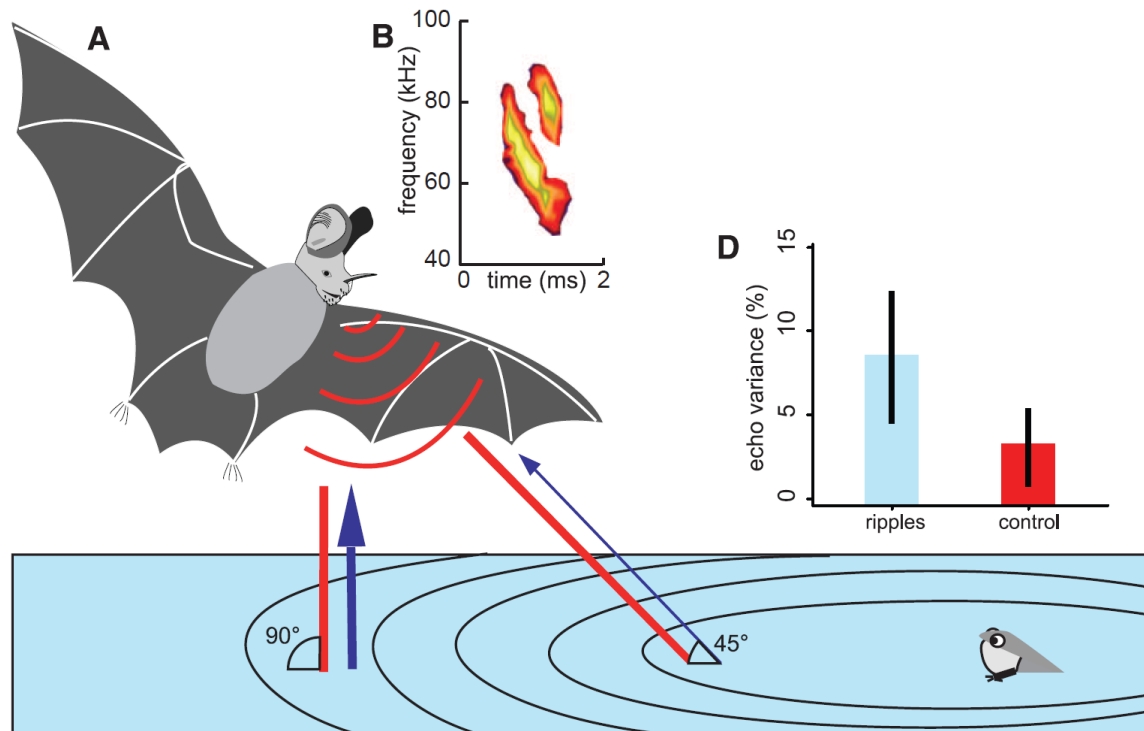 A
B
100
80
60
40
frequency (kHz)
0 time (ms) 2
D
15
10
5
0
echo variance (%)
ripples control
90°
45°